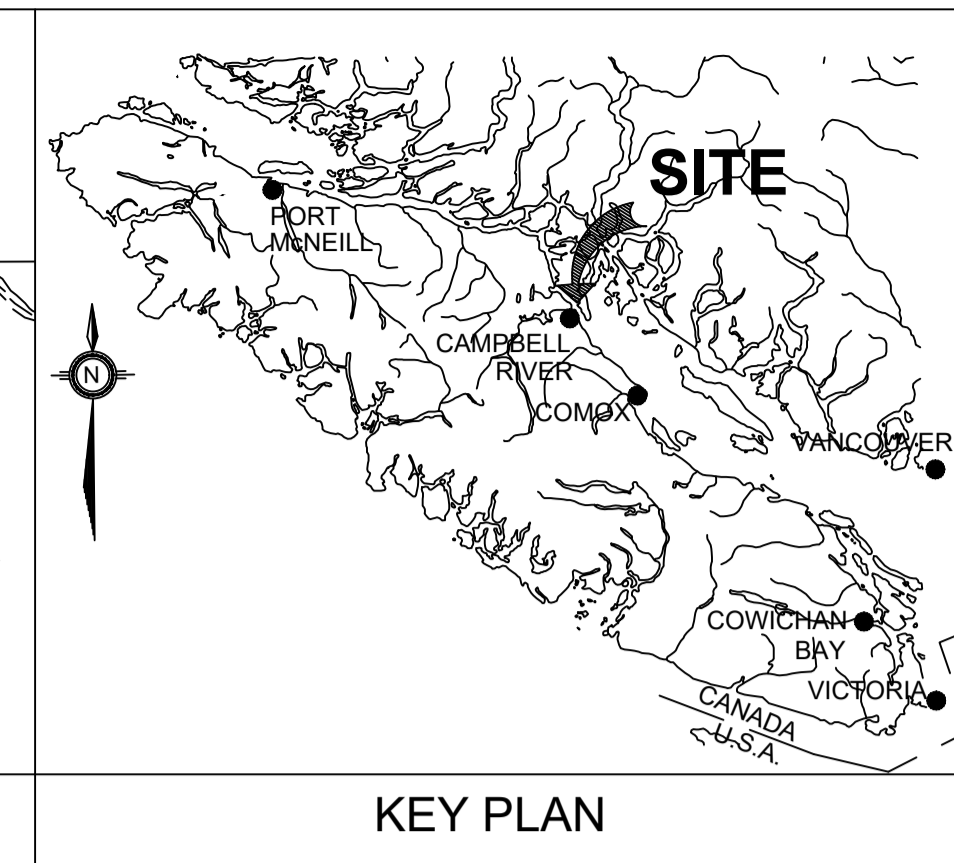 SITE
PORT
McNEILL
N
CAMPBELL
RIVER
COMOX
VANCOUVER
COWICHAN
BAY
VICTORIA
CANADA
U.S.A.
KEY PLAN